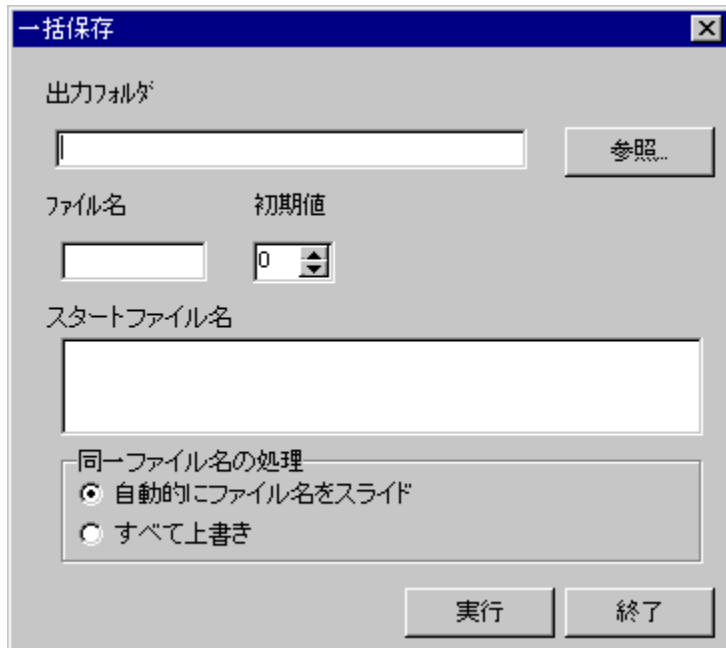 一括保存
出力フォルダ
参照...
ファイル名 初期値
0
スタートファイル名
同一ファイル名の処理
自動的にファイル名をスライド
すべて上書き
実行 終了